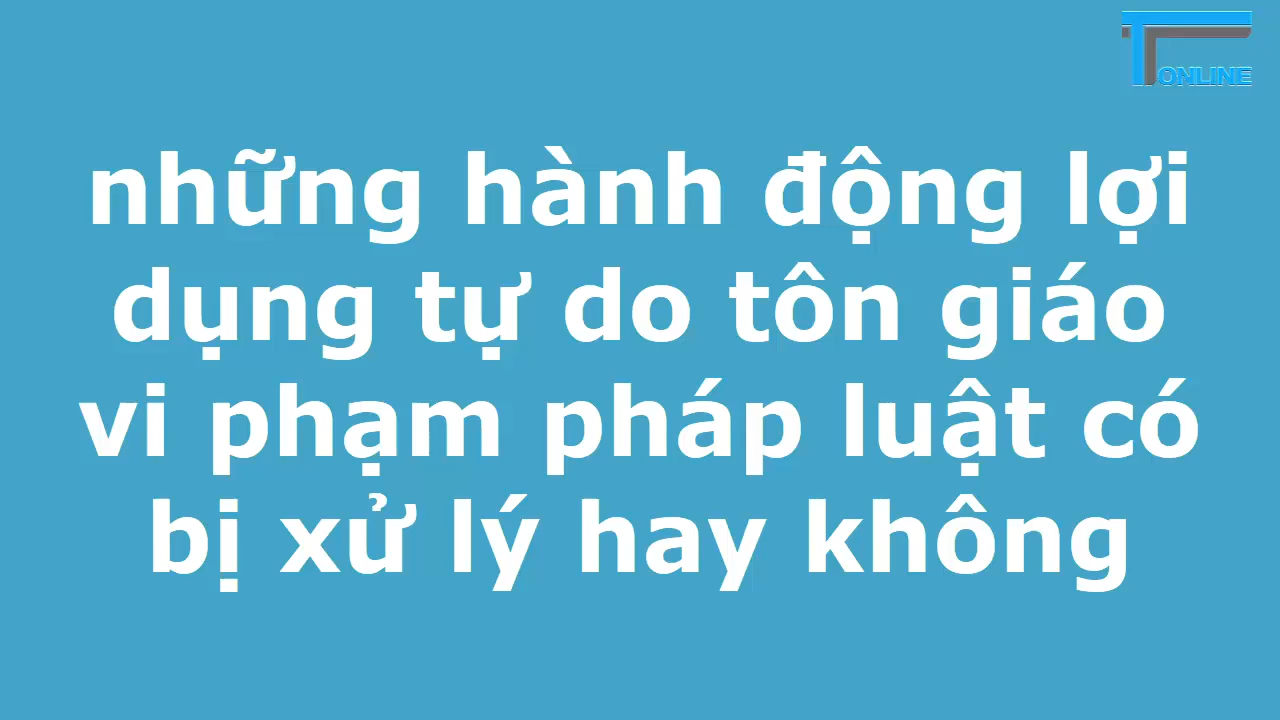 ONLINE
những hành động lợi
dụng tự do tôn giáo
vi phạm pháp luật có
bị xử lý hay không